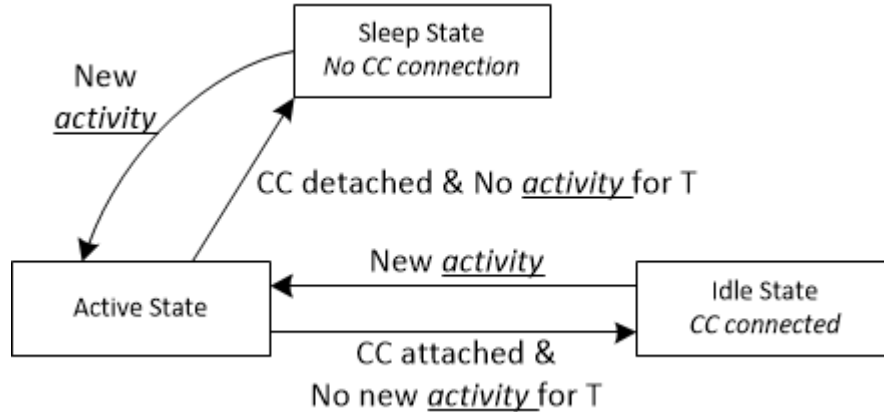 Sleep State
No CC connection
New
activity
CC detached & No activity for T
New activity
Active State
Idle State
CC connected
CC attached &
No new activity for T